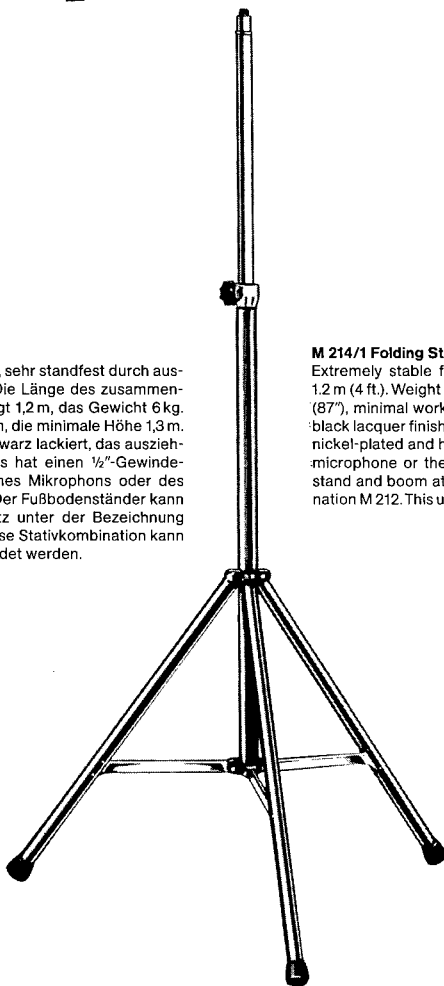 , sehr standfest durch aus-
Die Länge des zusammen-
gt 1,2 m, das Gewicht 6 kg.
n, die minimale Höhe 1,3 m.
warz lackiert, das auszieh-
s hat einen ½"-Gewinde-
nes Mikrophons oder des
Der Fußbodenständer kann
tz unter der Bezeichnung
se Stativkombination kann
det werden.
M 214/1 Folding St
Extremely stable f
1.2 m (4 ft.). Weight
(87"), minimal work
black lacquer finish
nickel-plated and h
microphone or the
stand and boom at
nation M 212. This u